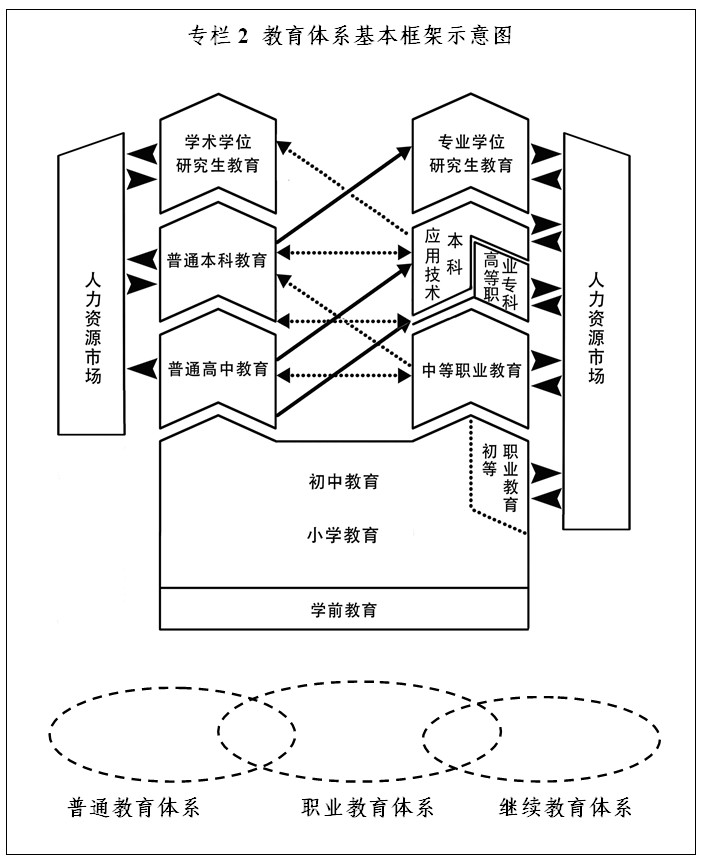 专栏 2 教育体系基本框架示意图
学术学位
研究生教育
专业学位
研究生教育
普通本科教育
应用技术
本科
高等职
业专科
人力资源市场
人力资源市场
普通高中教育
中等职业教育
初中教育
初等
职业教育
小学教育
学前教育
普通教育体系
职业教育体系
继续教育体系